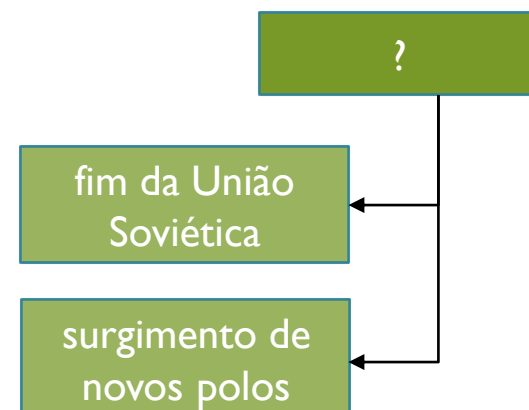 ?
fim da União
Soviética
surgimento de
novos polos